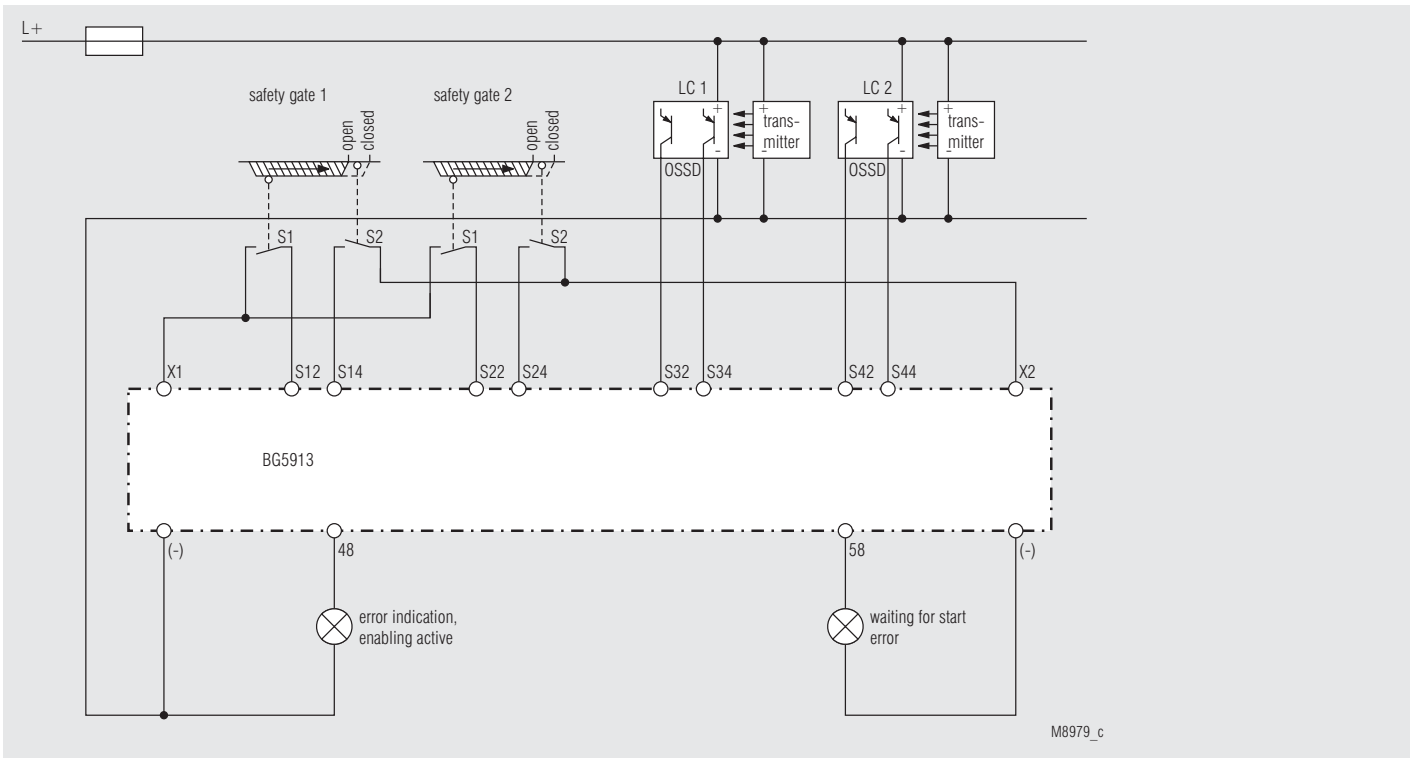 L+
safety gate 1
open
closed
safety gate 2
open
closed
LC 1
+
-
OSSD
+
trans-
mitter
-
LC 2
+
-
OSSD
+
trans-
mitter
-
S1
S2
S1
S2
X1
S12
S14
S22
S24
S32
S34
S42
S44
X2
BG5913
(-)
48
58
(-)
error indication,
enabling active
waiting for start
error
M8979_c